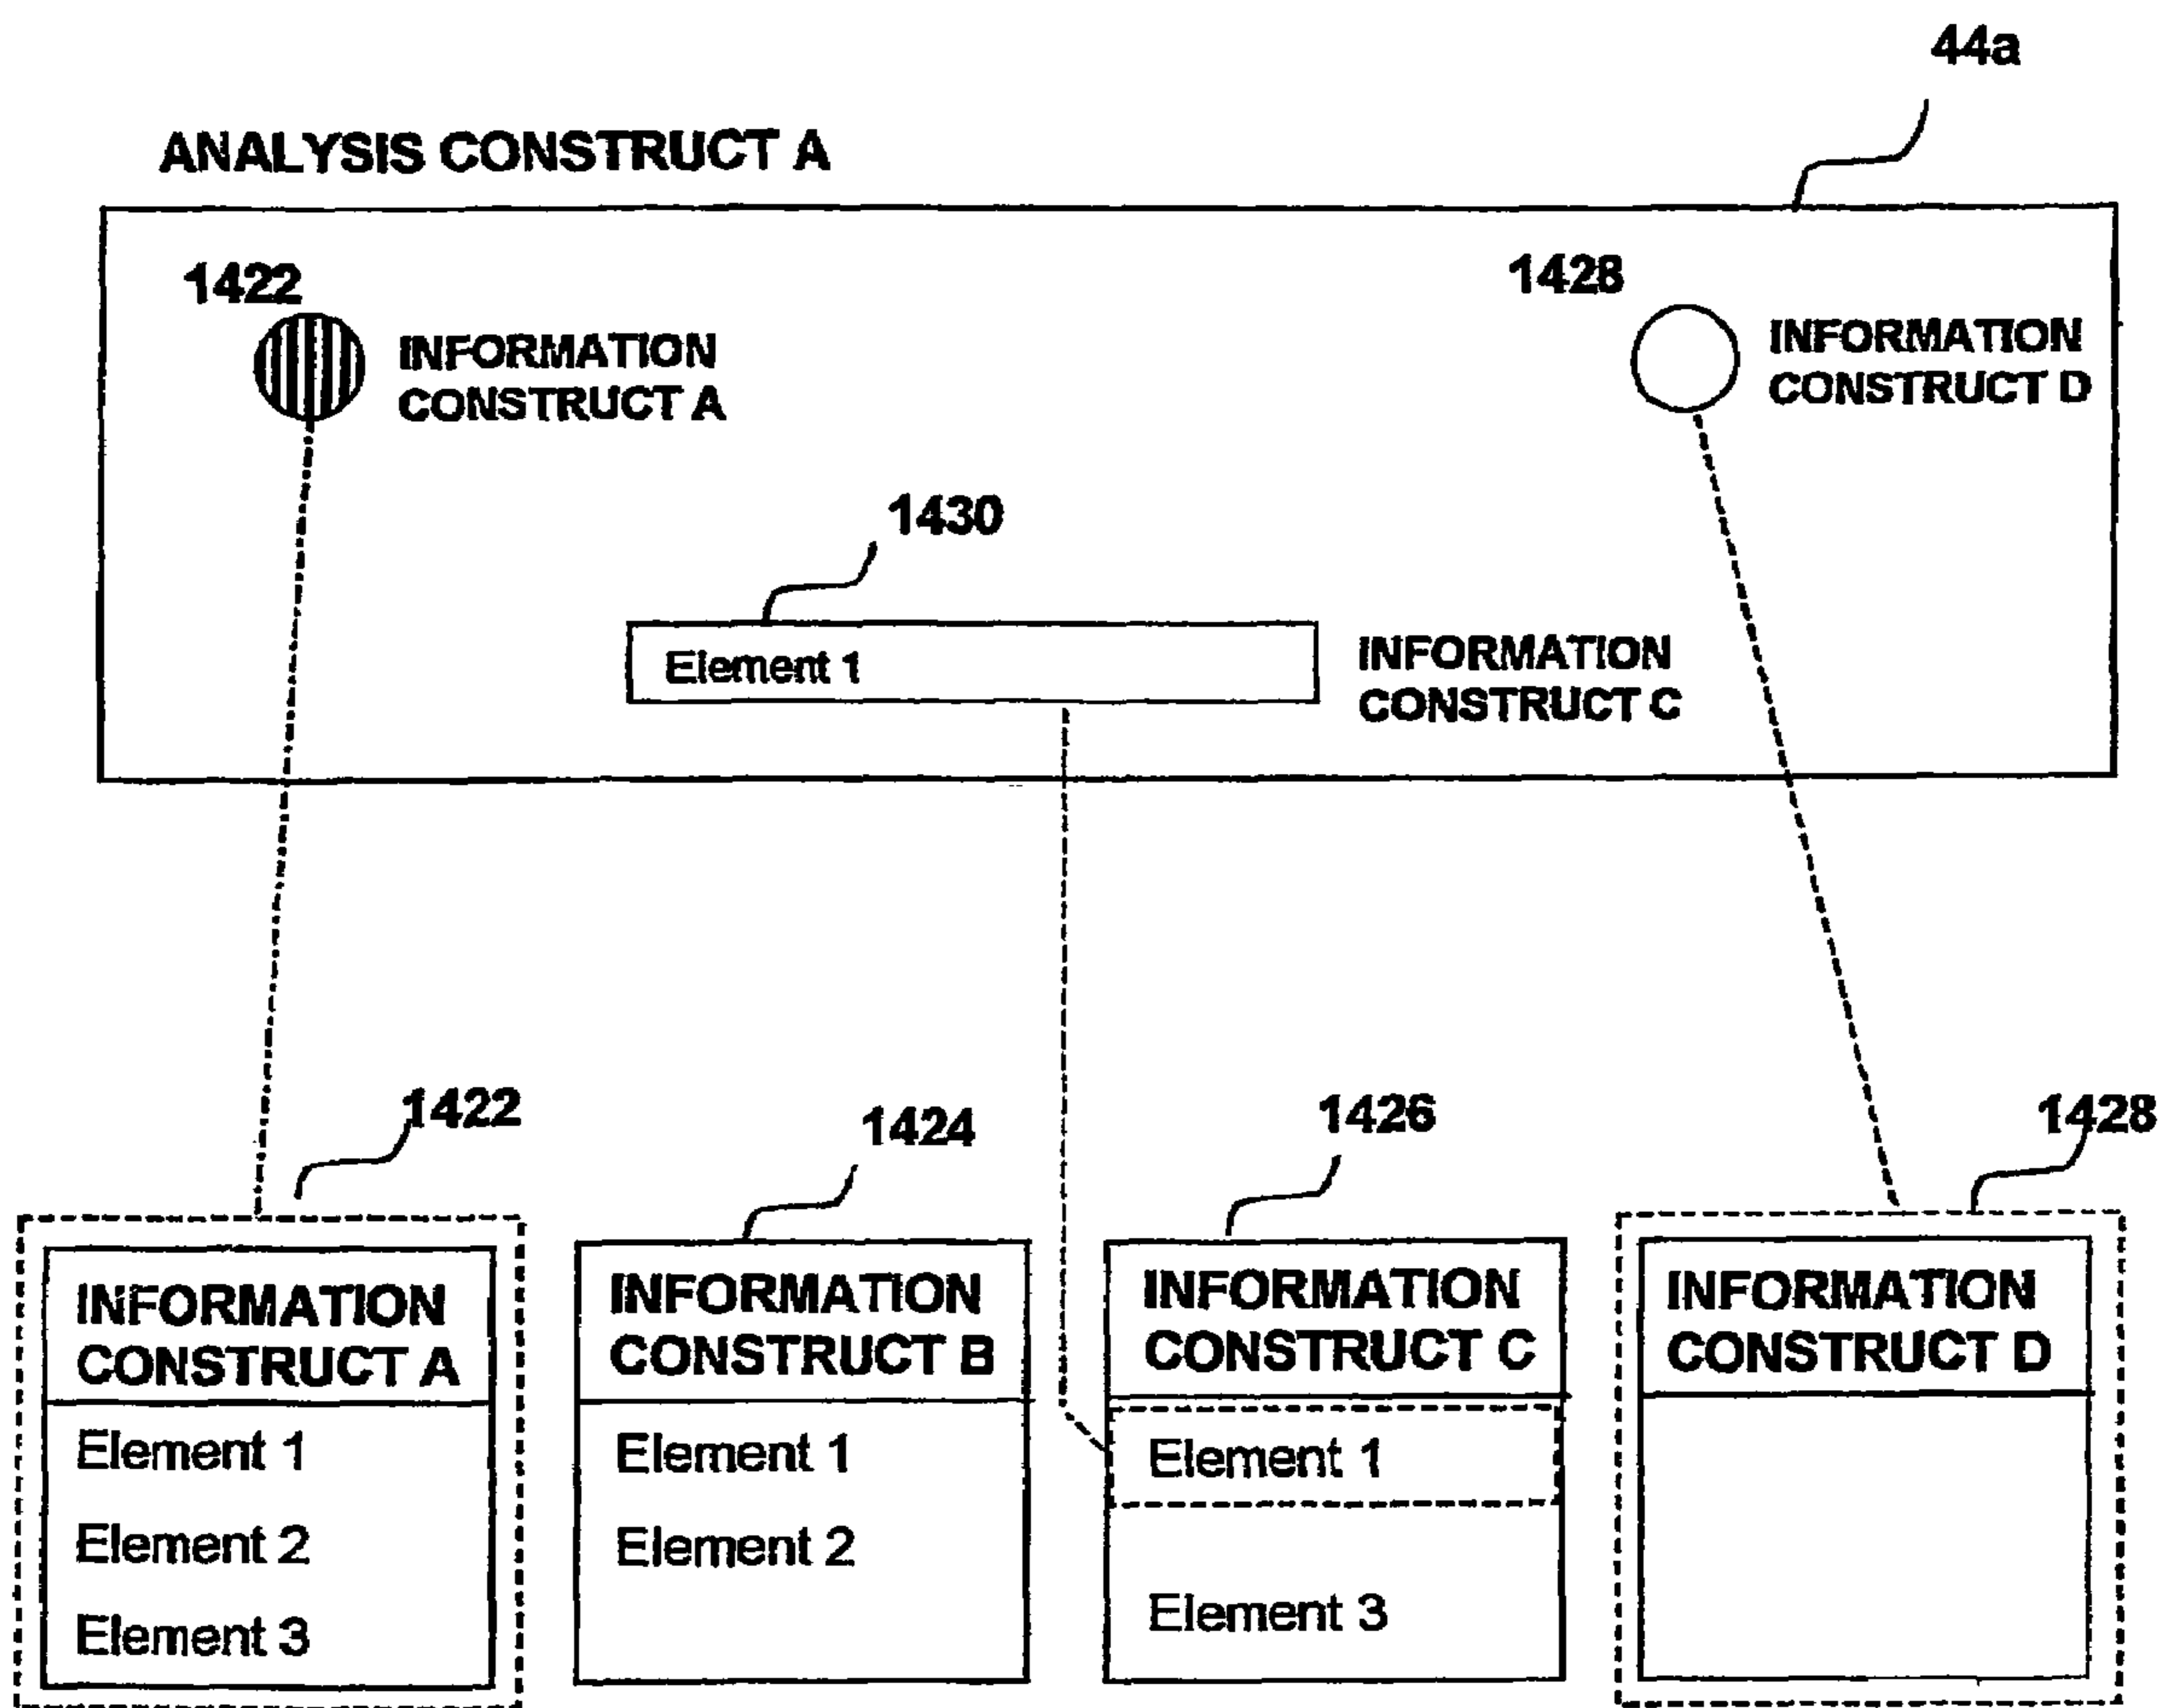 44a
ANALYSIS CONSTRUCT A
1422
1428
INFORMATION
CONSTRUCT A
INFORMATION
CONSTRUCT D
1430
Element 1
INFORMATION
CONSTRUCT C
1422
1424
1426
1428
INFORMATION
CONSTRUCT A
Element 1
Element 2
Element 3
INFORMATION
CONSTRUCT B
Element 1
Element 2
INFORMATION
CONSTRUCT C
Element 1
Element 3
INFORMATION
CONSTRUCT D